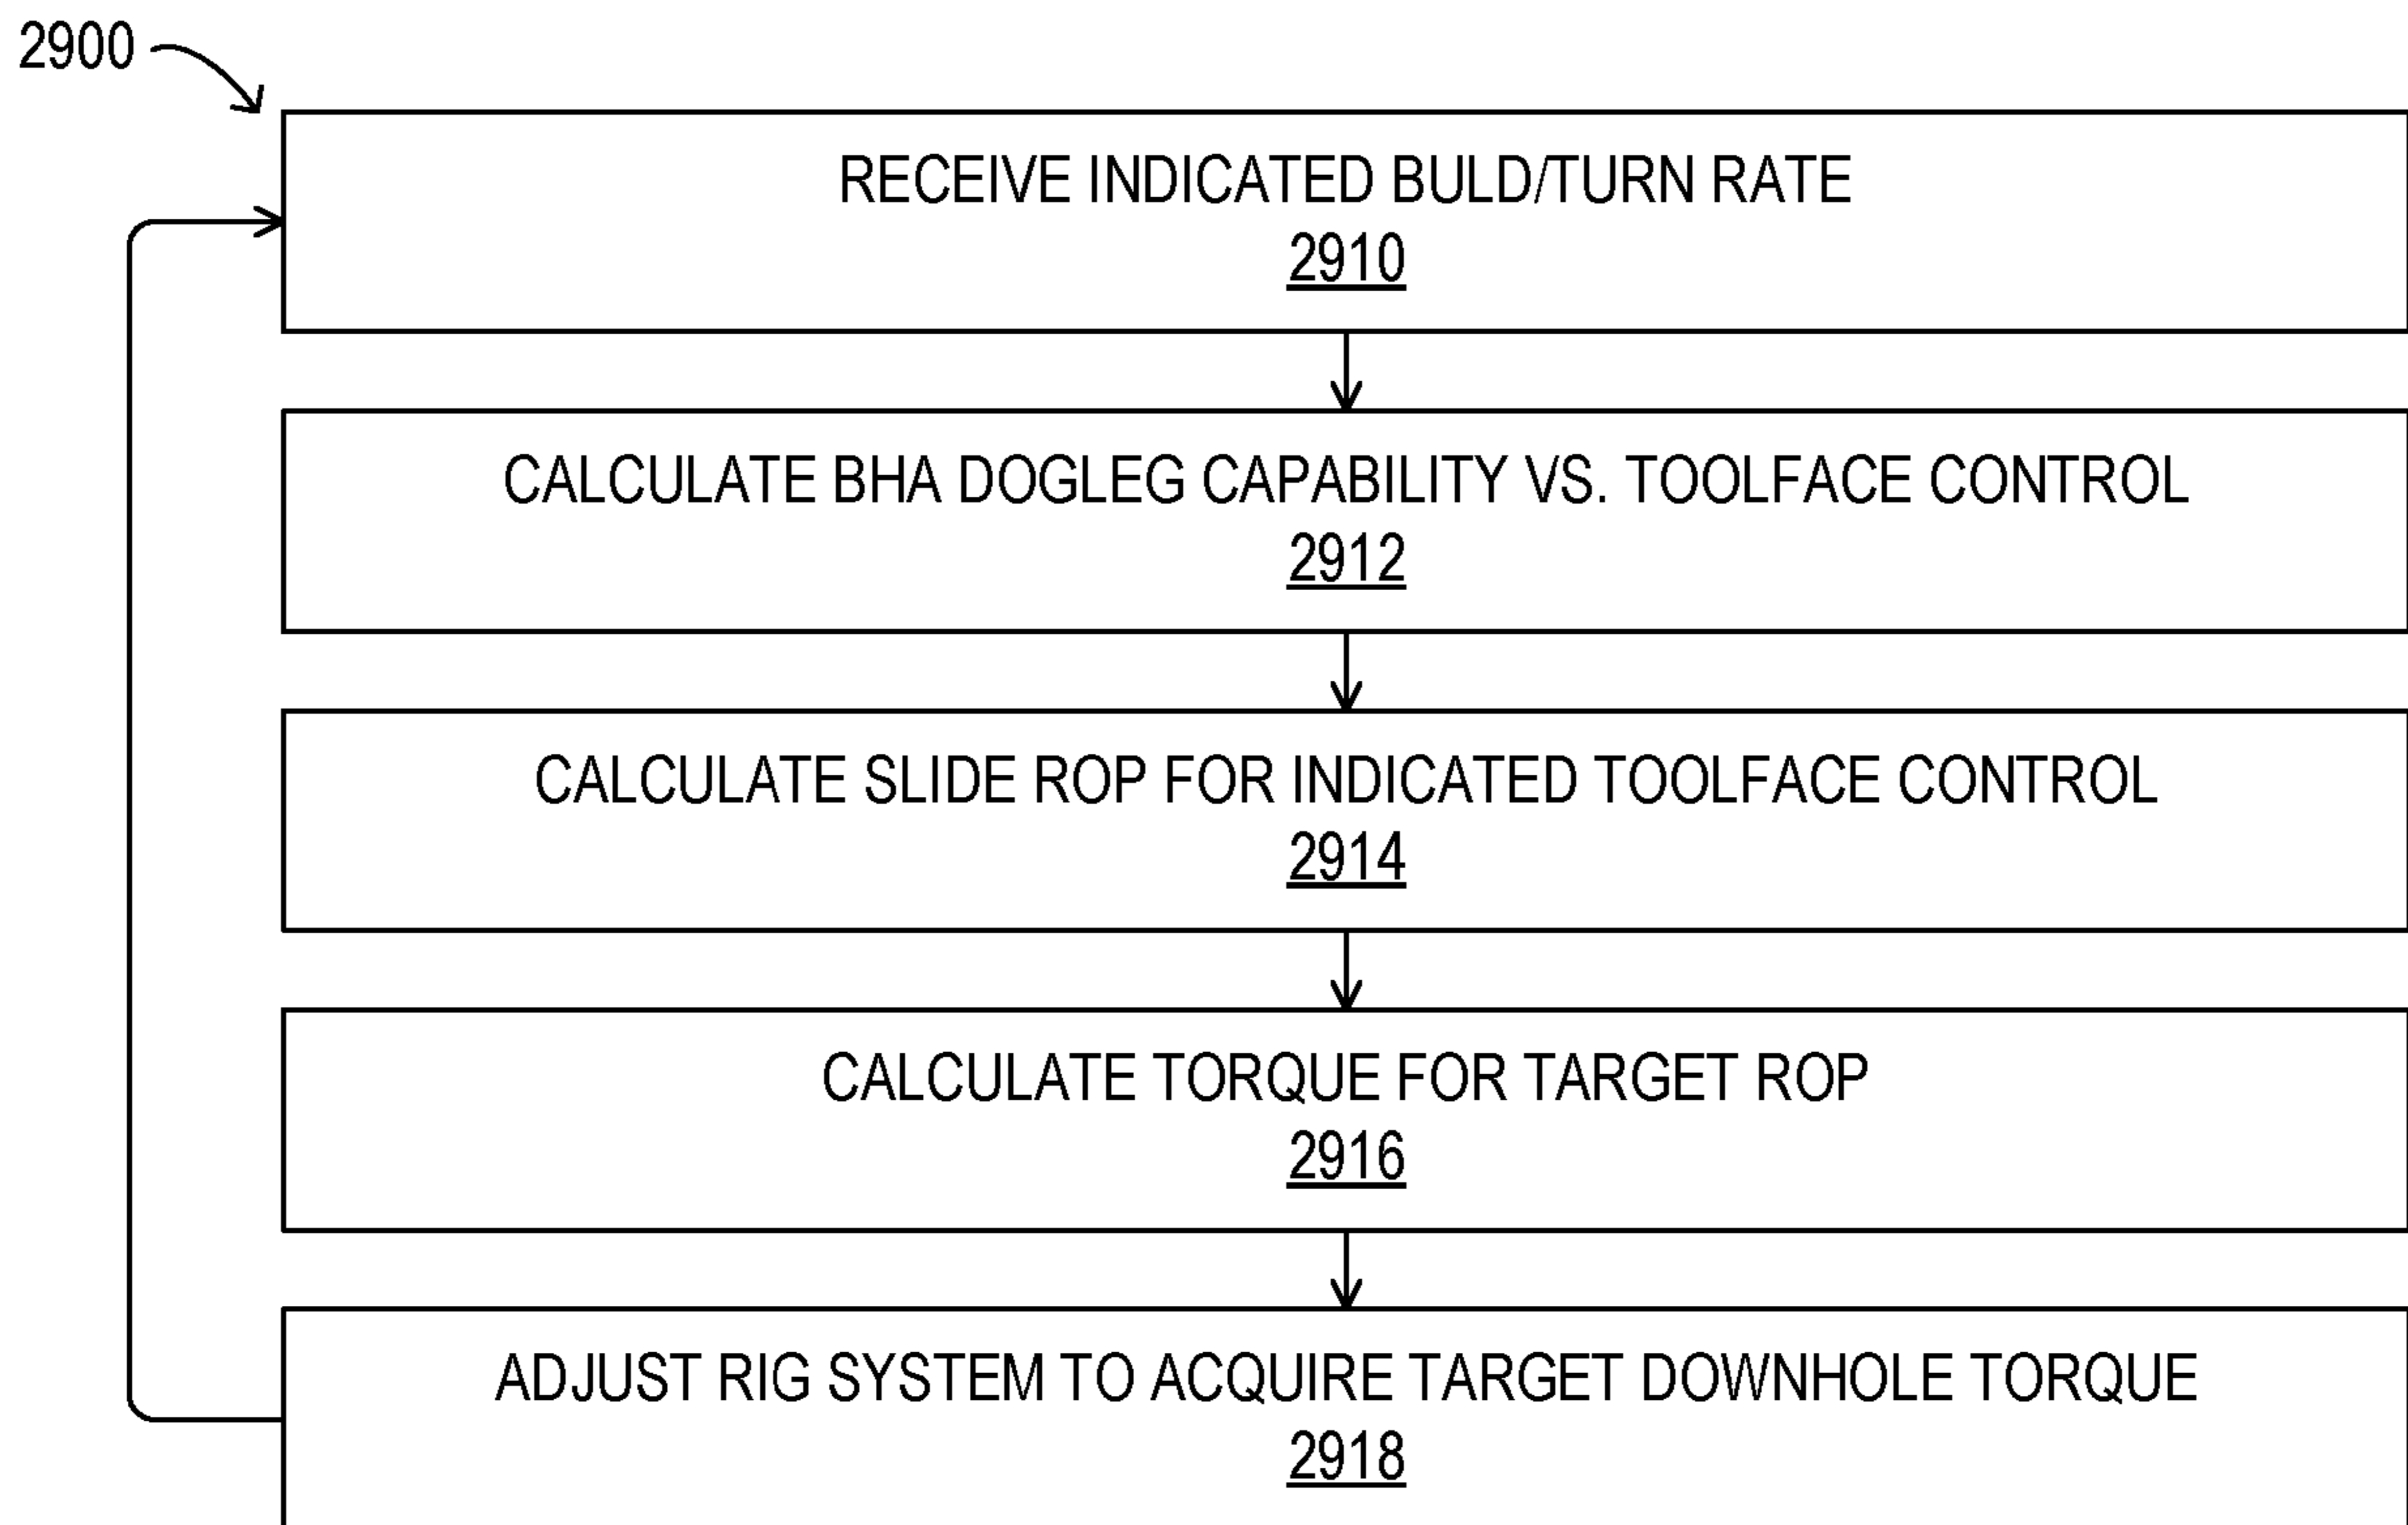 2900
RECEIVE INDICATED BULD/TURN RATE
2910
CALCULATE BHA DOGLEG CAPABILITY VS. TOOLFACE CONTROL
2912
CALCULATE SLIDE ROP FOR INDICATED TOOLFACE CONTROL
2914
CALCULATE TORQUE FOR TARGET ROP
2916
ADJUST RIG SYSTEM TO ACQUIRE TARGET DOWNHOLE TORQUE
2918